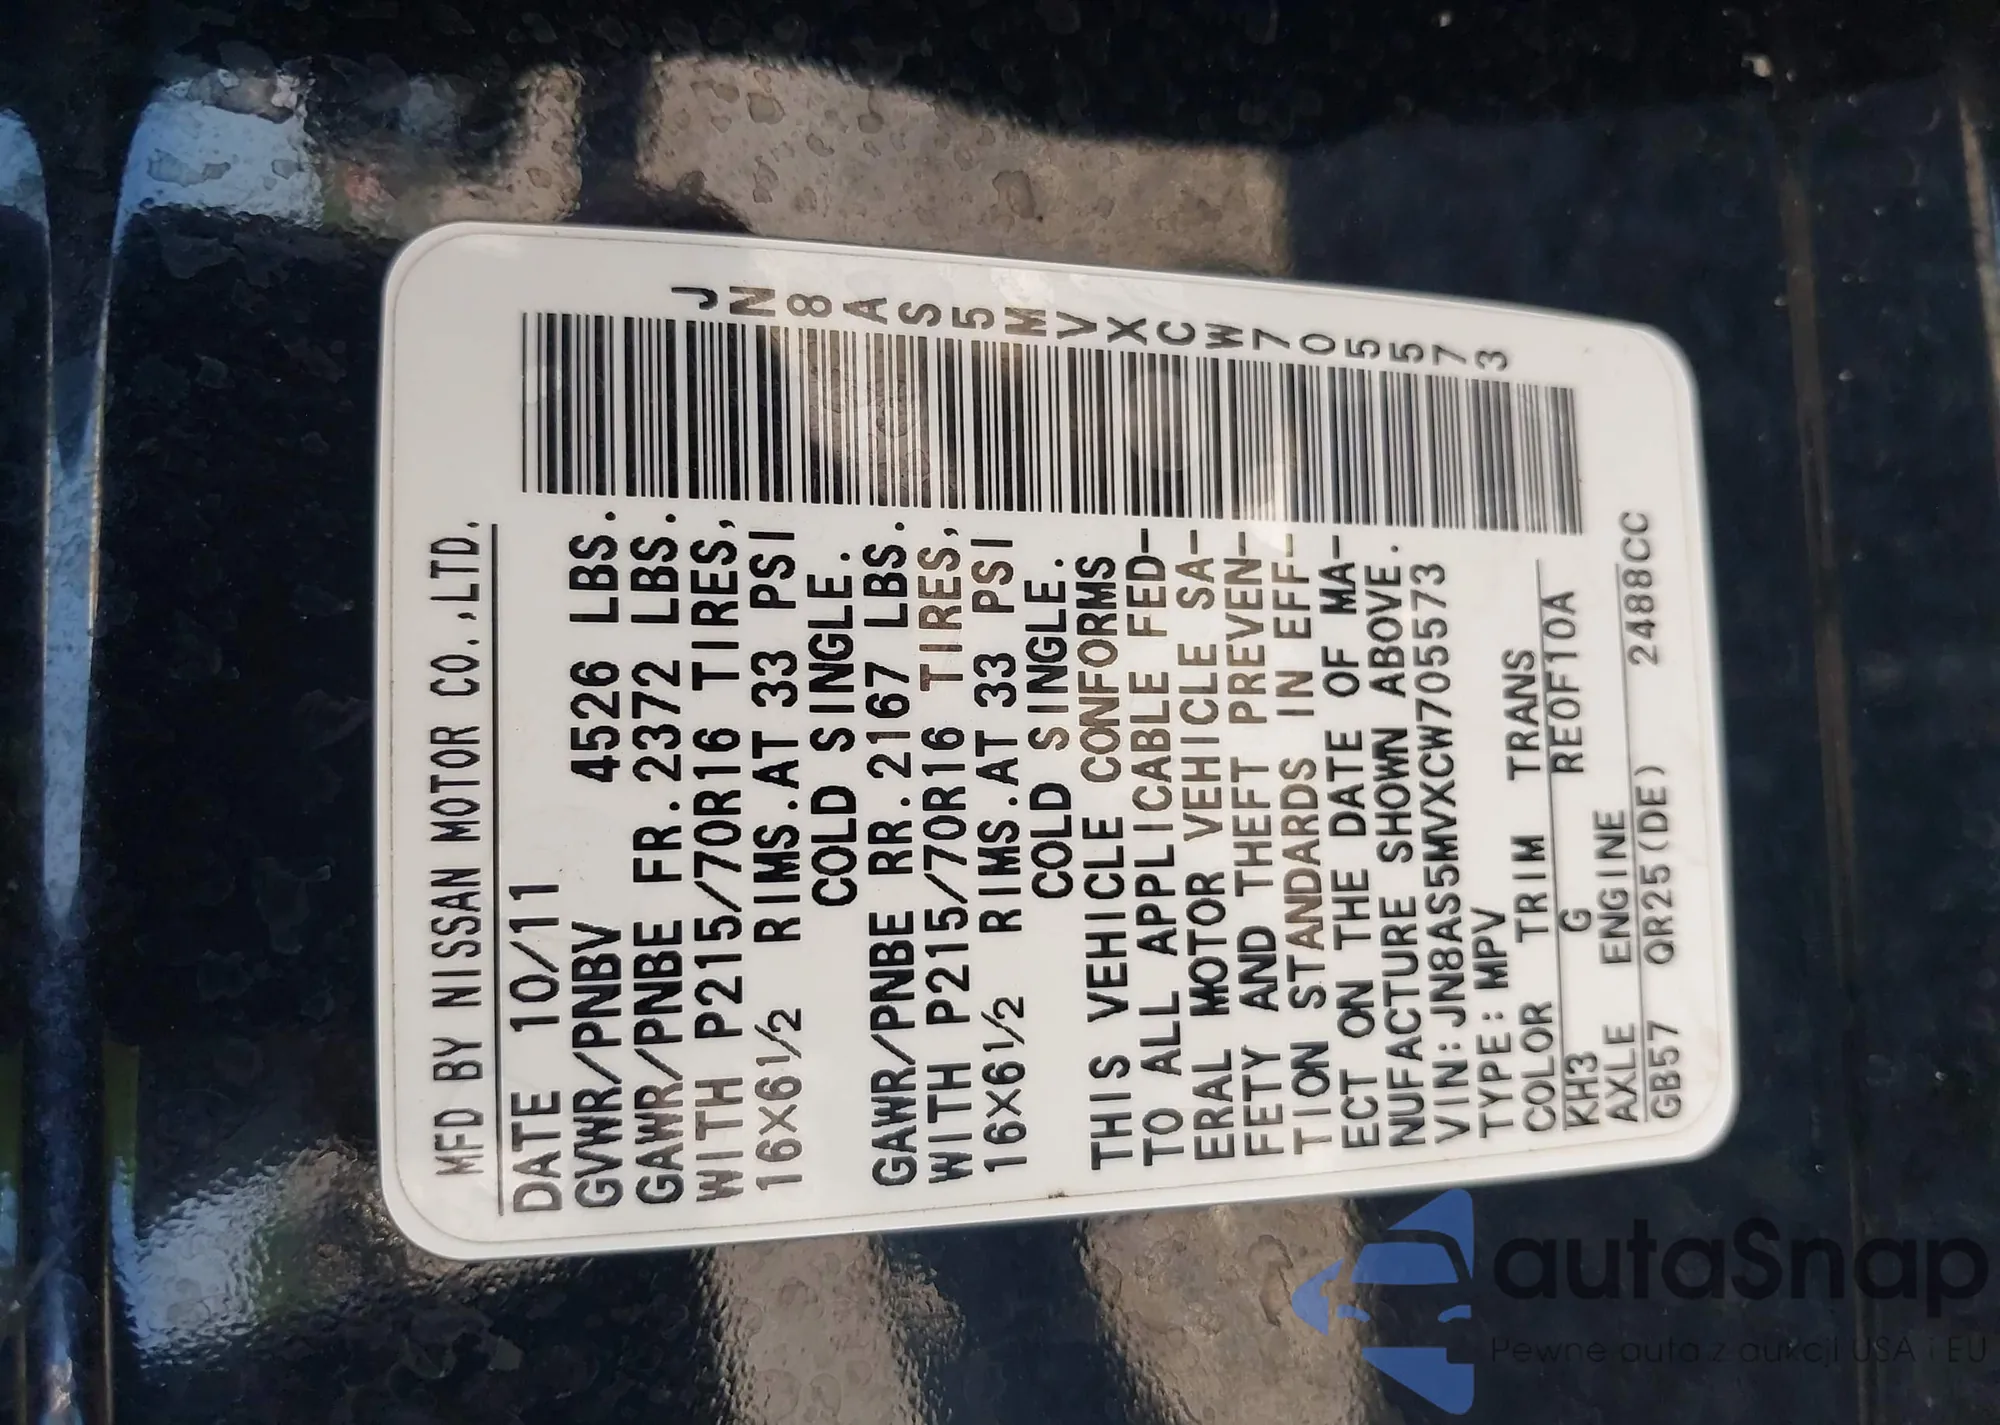 MFD BY NISSAN MOTOR CO.,LTD.
DATE 10/11
GVWR/PNBV 4526 LBS.
GAWR/PNBE FR.2372 LBS.
WITH P215/70R16 TIRES,
16X6½ RIMS.AT 33 PSI
COLD SINGLE.
GAWR/PNBE RR.2167 LBS.
WITH P215/70R16 TIRES,
16X6½ RIMS.AT 33 PSI
COLD SINGLE.
THIS VEHICLE CONFORMS
TO ALL APPLICABLE FED-
ERAL MOTOR VEHICLE SA-
FETY AND THEFT PREVEN-
TION STANDARDS IN EFF-
ECT ON THE DATE OF MA-
NUFACTURE SHOWN ABOVE.
VIN:JN8AS5MVXCW705573
TYPE:MPV
COLOR TRIM TRANS
KH3 G RE0F10A
AXLE ENGINE
GB57 QR25(DE) 2488CC
JN8AS5MVXCW705573
autaSnap
Pewne auta z aukcji USA i EU